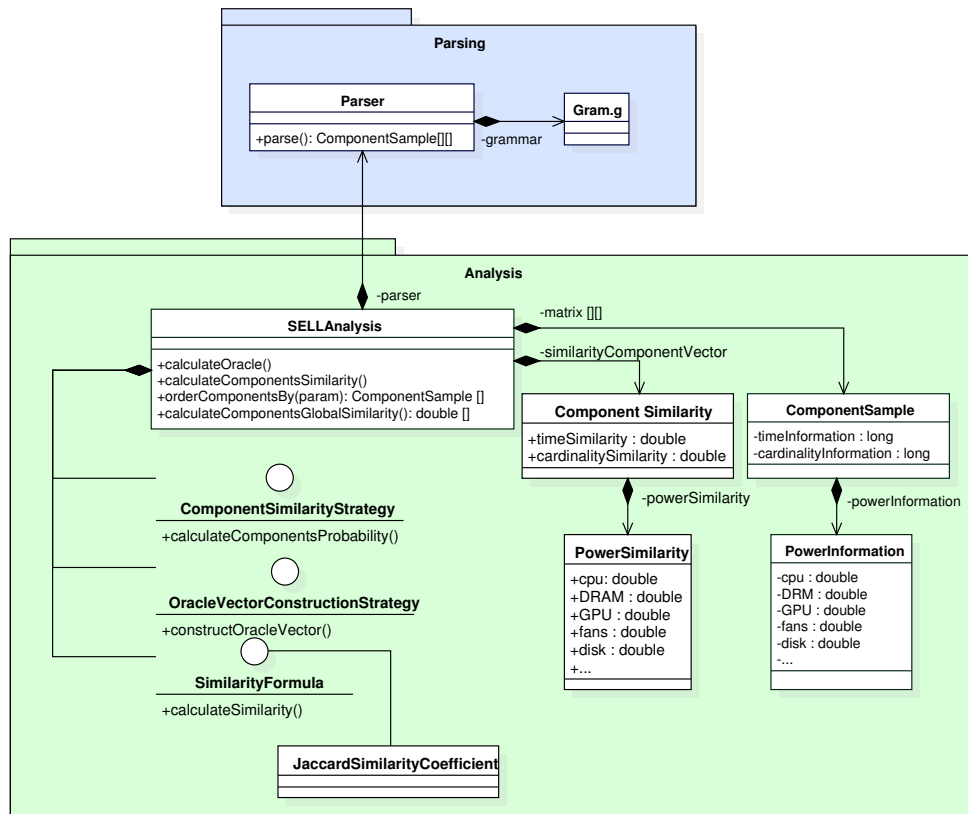 Parsing
Parser
+parse(): ComponentSample[][]
-grammar
Gram.g
Analysis
-parser
SELLAnalysis
+calculateOracle()
+calculateComponentsSimilarity()
+orderComponentsBy(param): ComponentSample []
+calculateComponentsGlobalSimilarity(): double []
-matrix [][]
-similarityComponentVector
Component Similarity
+timeSimilarity : double
+cardinalitySimilarity : double
ComponentSample
-timeInformation : long
-cardinalityInformation : long
-powerSimilarity
-powerInformation
ComponentSimilarityStrategy
+calculateComponentsProbability()
OracleVectorConstructionStrategy
+constructOracleVector()
SimilarityFormula
+calculateSimilarity()
JaccardSimilarityCoefficient
PowerSimilarity
+cpu: double
+DRAM : double
+GPU : double
+fans : double
+disk : double
+...
PowerInformation
-cpu : double
-DRM : double
-GPU : double
-fans : double
-disk : double
-...